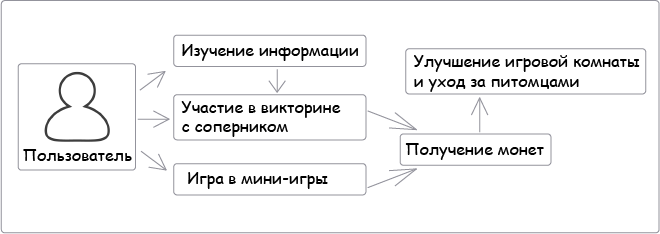 Изучение информации
Улучшение игровой комнаты
и уход за питомцами
Участие в викторине
с соперником
Пользователь
Получение монет
Игра в мини-игры